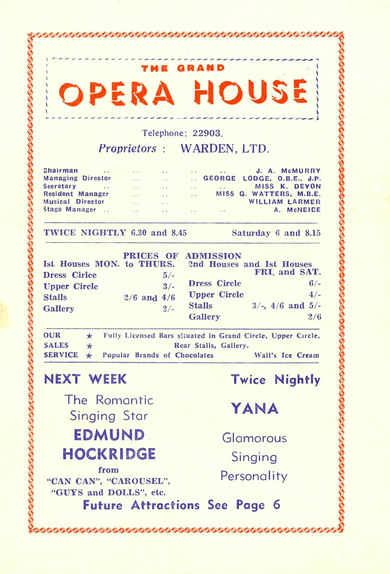 THE GRAND
OPERA HOUSE
Telephone: 22903.
Proprietors : WARDEN, LTD.
Chairman .. .. .. .. J. A. McMURRY
Managing Director .. .. .. GEORGE LODGE, O.B.E., J.P.
Secretary .. .. .. .. MISS K. DEVON
Resident Manager .. .. .. MISS G. WATTERS, M.B.E.
Musical Director .. .. .. WILLIAM LARMER
Stage Manager .. .. .. .. A. McNEICE
TWICE NIGHTLY 6.30 and 8.45 Saturday 6 and 8.15
PRICES OF ADMISSION
1st Houses MON. to THURS.
Dress Cirlce 5/-
Upper Circle 3/-
Stalls 2/6 and 4/6
Gallery 2/-
2nd Houses and 1st Houses
FRI. and SAT.
Dress Circle 6/-
Upper Circle 4/-
Stalls 3/-, 4/6 and 5/-
Gallery 2/6
OUR ★ Fully Licensed Bars situated in Grand Circle, Upper Circle,
SALES ★ Rear Stalls, Gallery.
SERVICE ★ Popular Brands of Chocolates Wall's Ice Cream
NEXT WEEK Twice Nightly
The Romantic
Singing Star
EDMUND
HOCKRIDGE
from
"CAN CAN", "CAROUSEL",
"GUYS and DOLLS", etc.
YANA
Glamorous
Singing
Personality
Future Attractions See Page 6